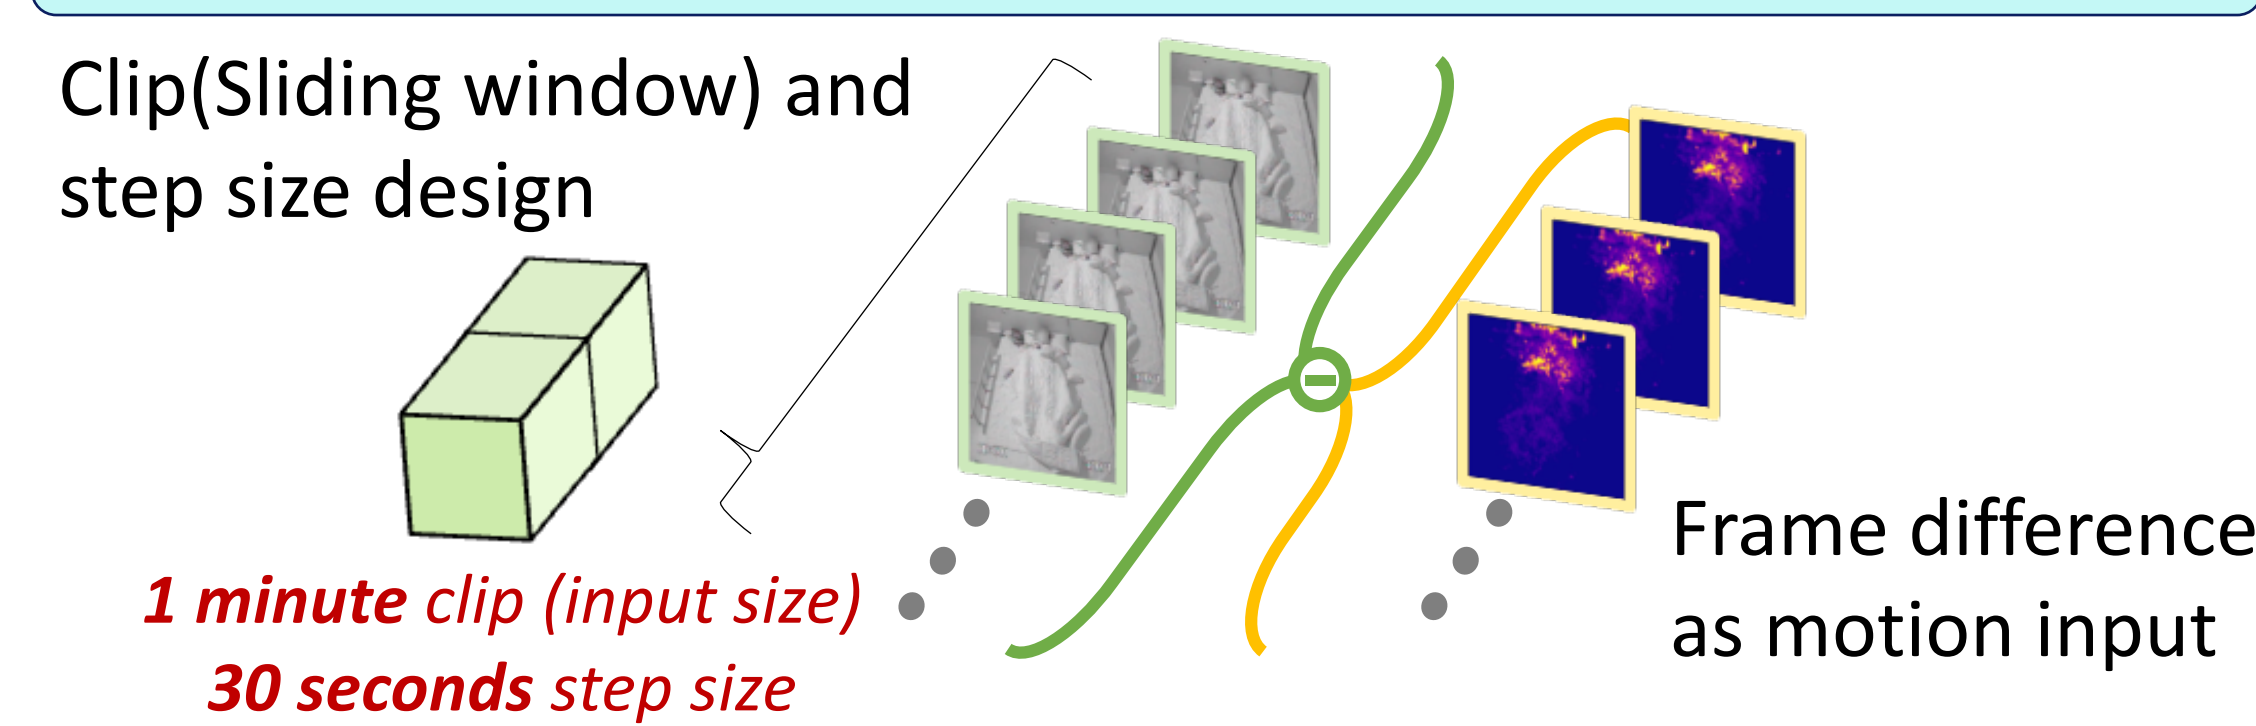 Clip(Sliding window) and
step size design
1 minute clip (input size)
30 seconds step size
Frame difference
as motion input